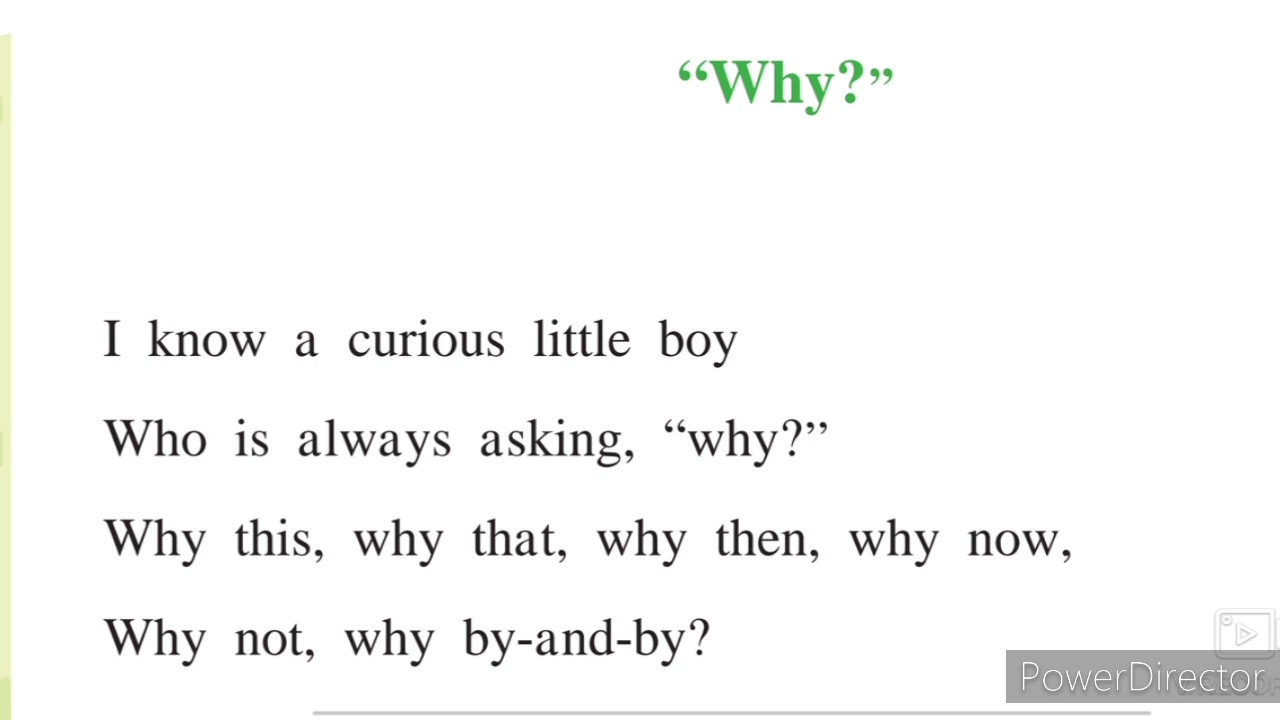 “Why?”
I know a curious little boy
Who is always asking, “why?”
Why this, why that, why then, why now,
Why not, why by-and-by?
PowerDirector